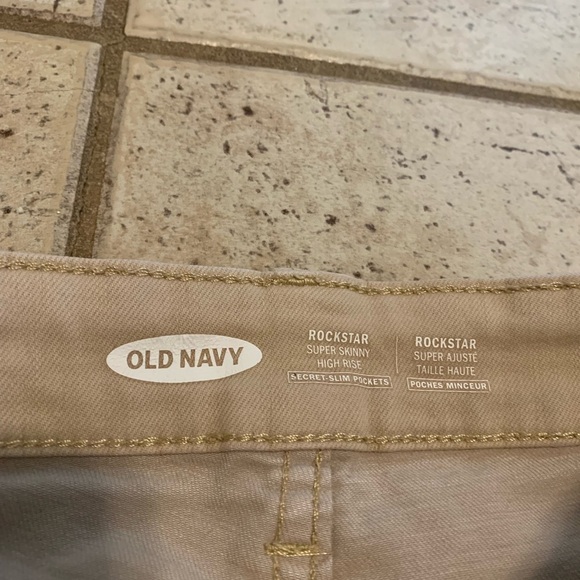 OLD NAVY
ROCKSTAR
SUPER SKINNY
HIGH RISE
SECRET-SLIM POCKETS
ROCKSTAR
SUPER AJUSTÉ
TAILLE HAUTE
POCHES MINCEUR